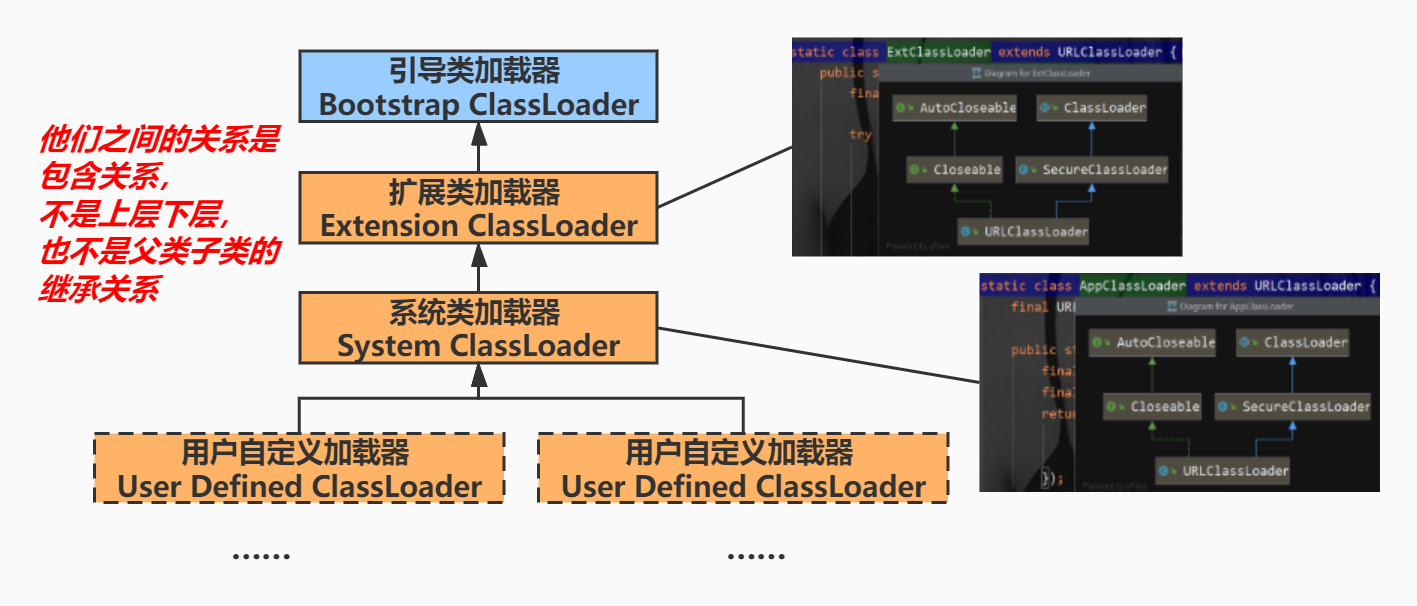 引导类加载器
Bootstrap ClassLoader
他们之间的关系是
包含关系，
不是上层下层，
也不是父类子类的
继承关系
扩展类加载器
Extension ClassLoader
系统类加载器
System ClassLoader
用户自定义加载器
User Defined ClassLoader
用户自定义加载器
User Defined ClassLoader
……
……
static class ExtClassLoader extends URLClassLoader {
public s
Diagram for ExtClassLoader
fina
AutoCloseable
ClassLoader
try
Closeable
SecureClassLoader
URLClassLoader
Powered by yFiles
static class AppClassLoader extends URLClassLoader {
final URL
Diagram for AppClassLoader
AutoCloseable
ClassLoader
public st
final
final
retur
Closeable
SecureClassLoader
URLClassLoader
});
Powered by yFiles